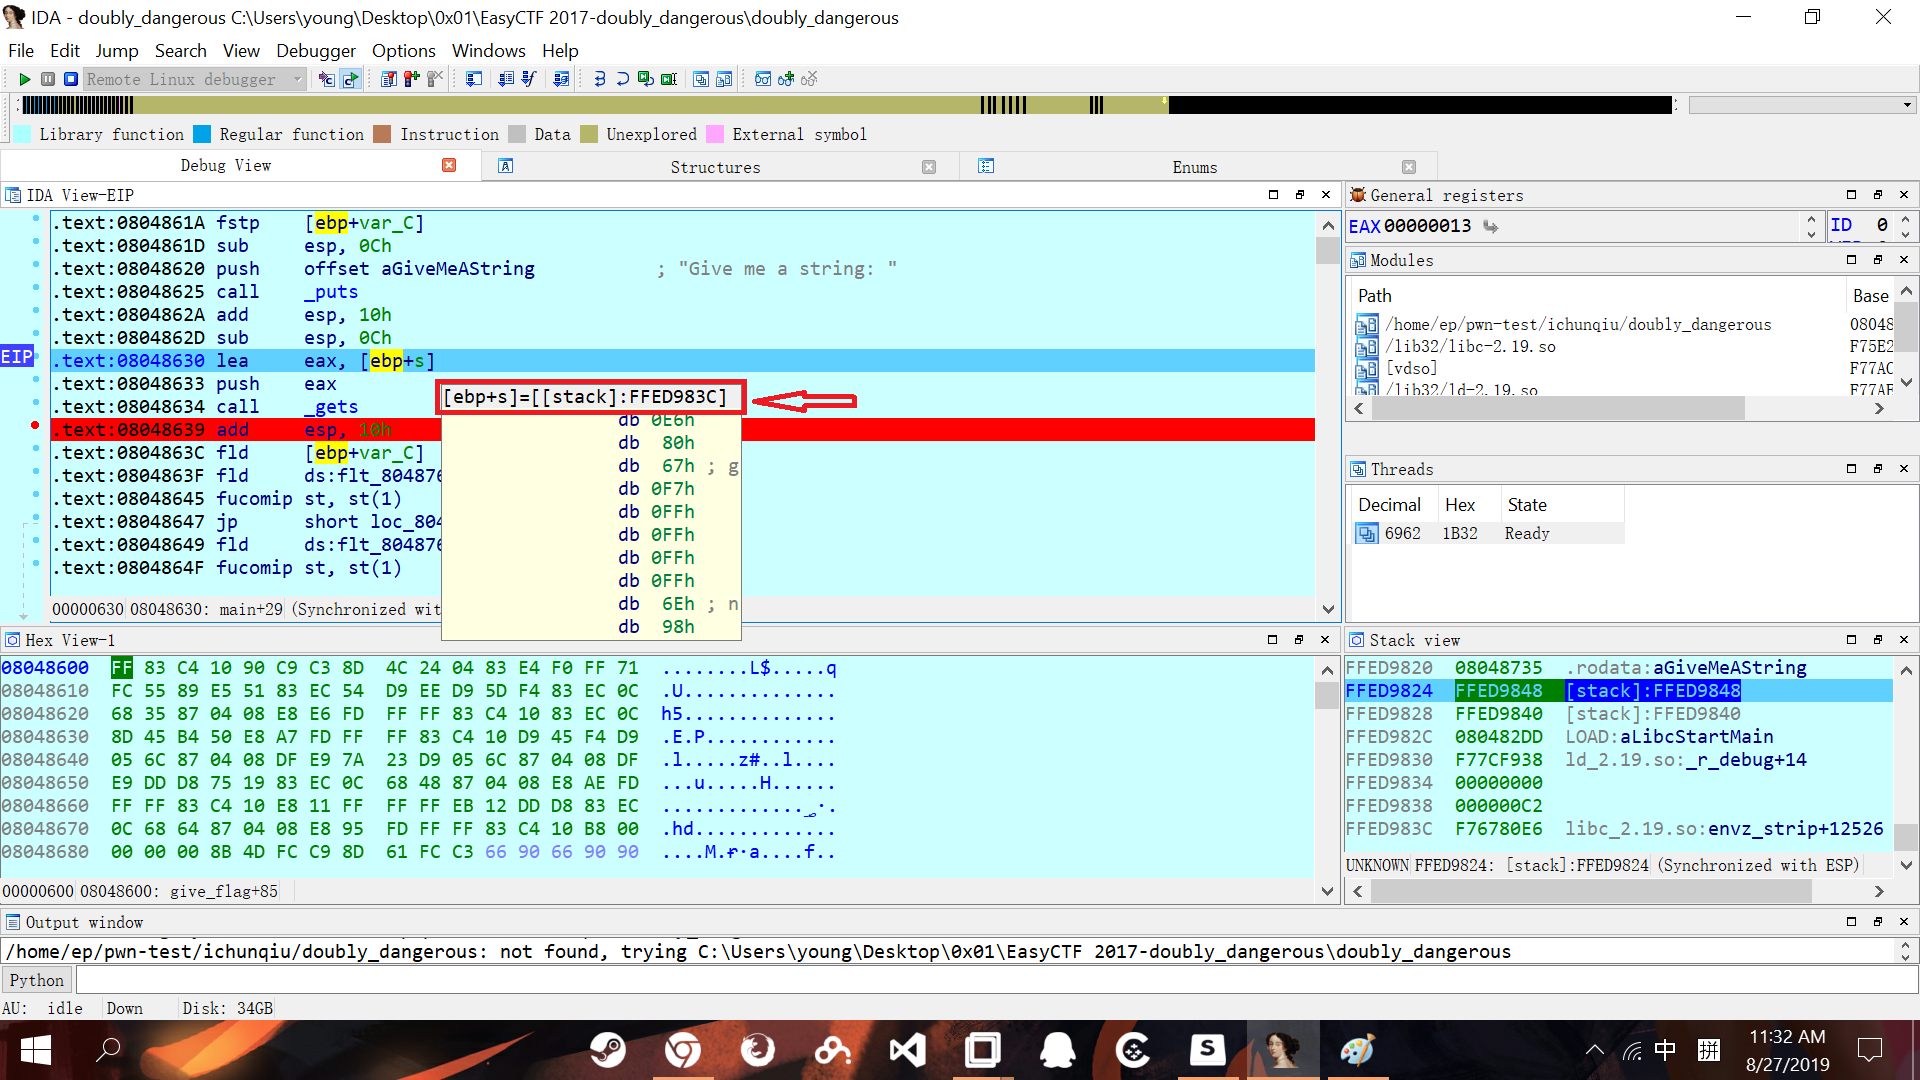 IDA - doubly_dangerous C:\Users\young\Desktop\0x01\EasyCTF 2017-doubly_dangerous\doubly_dangerous
File Edit Jump Search View Debugger Options Windows Help
Remote Linux debugger
Library function Regular function Instruction Data Unexplored External symbol
Debug View Structures Enums
IDA View-EIP
.text:0804861A fstp [ebp+var_C]
.text:0804861D sub esp, 0Ch
.text:08048620 push offset aGiveMeAString ; "Give me a string: "
.text:08048625 call _puts
.text:0804862A add esp, 10h
.text:0804862D sub esp, 0Ch
EIP .text:08048630 lea eax, [ebp+s]
.text:08048633 push eax
.text:08048634 call _gets
.text:08048639 add esp, 10h
.text:0804863C fld [ebp+var_C]
.text:0804863F fld ds:flt_804876
.text:08048645 fucomip st, st(1)
.text:08048647 jp short loc_804
.text:08048649 fld ds:flt_804876
.text:0804864F fucomip st, st(1)
00000630 08048630: main+29 (Synchronized wit
[ebp+s]=[[stack]:FFED983C]
db 0E6h
db 80h
db 67h ; g
db 0F7h
db 0FFh
db 0FFh
db 0FFh
db 0FFh
db 6Eh ; n
db 98h
General registers
EAX 00000013
ID 0
Modules
Path Base
/home/ep/pwn-test/ichunqiu/doubly_dangerous 08048
/lib32/libc-2.19.so F75E2
[vdso] F77AC
/lib32/ld-2.19.so F77AE
Threads
Decimal Hex State
6962 1B32 Ready
Hex View-1
08048600 FF 83 C4 10 90 C9 C3 8D 4C 24 04 83 E4 F0 FF 71 ........L$.....q
08048610 FC 55 89 E5 51 83 EC 54 D9 EE D9 5D F4 83 EC 0C .U..............
08048620 68 35 87 04 08 E8 E6 FD FF FF 83 C4 10 83 EC 0C h5..............
08048630 8D 45 B4 50 E8 A7 FD FF FF 83 C4 10 D9 45 F4 D9 .E.P............
08048640 05 6C 87 04 08 DF E9 7A 23 D9 05 6C 87 04 08 DF .l.....z#..l....
08048650 E9 DD D8 75 19 83 EC 0C 68 48 87 04 08 E8 AE FD ...u.....H......
08048660 FF FF 83 C4 10 E8 11 FF FF FF EB 12 DD D8 83 EC
08048670 0C 68 64 87 04 08 E8 95 FD FF FF 83 C4 10 B8 00 .hd.............
08048680 00 00 00 8B 4D FC C9 8D 61 FC C3 66 90 66 90 90
00000600 08048600: give_flag+85
Stack view
FFED9820 08048735 .rodata:aGiveMeAString
FFED9824 FFED9848 [stack]:FFED9848
FFED9828 FFED9840 [stack]:FFED9840
FFED982C 080482DD LOAD:aLibcStartMain
FFED9830 F77CF938 ld_2.19.so:_r_debug+14
FFED9834 00000000
FFED9838 000000C2
FFED983C F76780E6 libc_2.19.so:envz_strip+12526
UNKNOWN FFED9824: [stack]:FFED9824 (Synchronized with ESP)
Output window
/home/ep/pwn-test/ichunqiu/doubly_dangerous: not found, trying C:\Users\young\Desktop\0x01\EasyCTF 2017-doubly_dangerous\doubly_dangerous
Python
AU: idle Down Disk: 34GB
中 拼
11:32 AM
8/27/2019